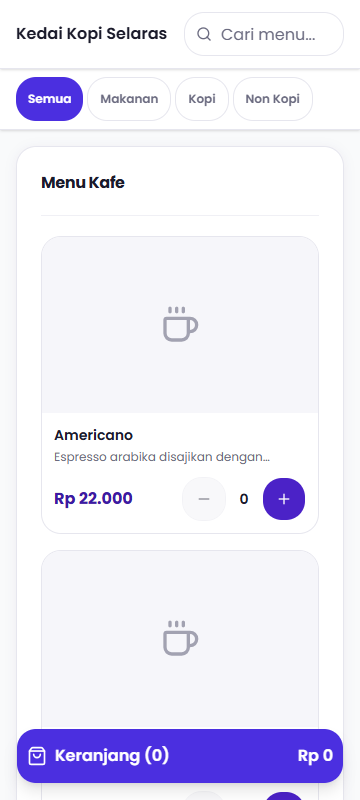 Kedai Kopi Selaras
Cari menu...
Semua
Makanan
Kopi
Non Kopi
Menu Kafe
Americano
Espresso arabika disajikan dengan...
Rp 22.000
0
Keranjang (0)
Rp 0